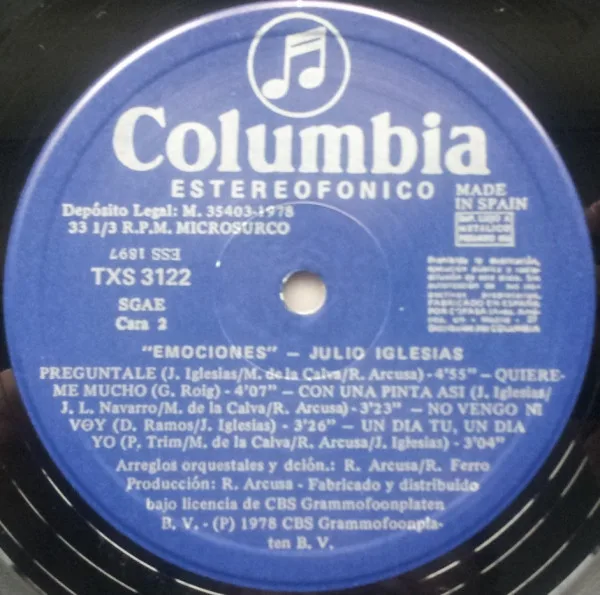 Columbia
ESTEREOFONICO
MADE
IN SPAIN
Depósito Legal: M. 35403-1978
33 1/3 R.P.M. MICROSURCO
ESS 1897
TXS 3122
SGAE
Cara 2
"EMOCIONES" — JULIO IGLESIAS
PREGUNTALE (J. Iglesias/M. de la Calva/R. Arcusa) - 4'55" — QUIERE-
ME MUCHO (G. Roig) - 4'07" — CON UNA PINTA ASI (J. Iglesias/
J. L. Navarro/M. de la Calva/R. Arcusa) - 3'23" — NO VENGO NI
VOY (D. Ramos/J. Iglesias) - 3'26" — UN DIA TU, UN DIA
YO (P. Trim/M. de la Calva/R. Arcusa/J. Iglesias) - 3'04"
Arreglos orquestales y dción.: R. Arcusa/R. Ferro
Producción: R. Arcusa - Fabricado y distribuido
bajo licencia de CBS Grammofoonplaten
B. V. - (P) 1978 CBS Grammofoonpla-
ten B. V.